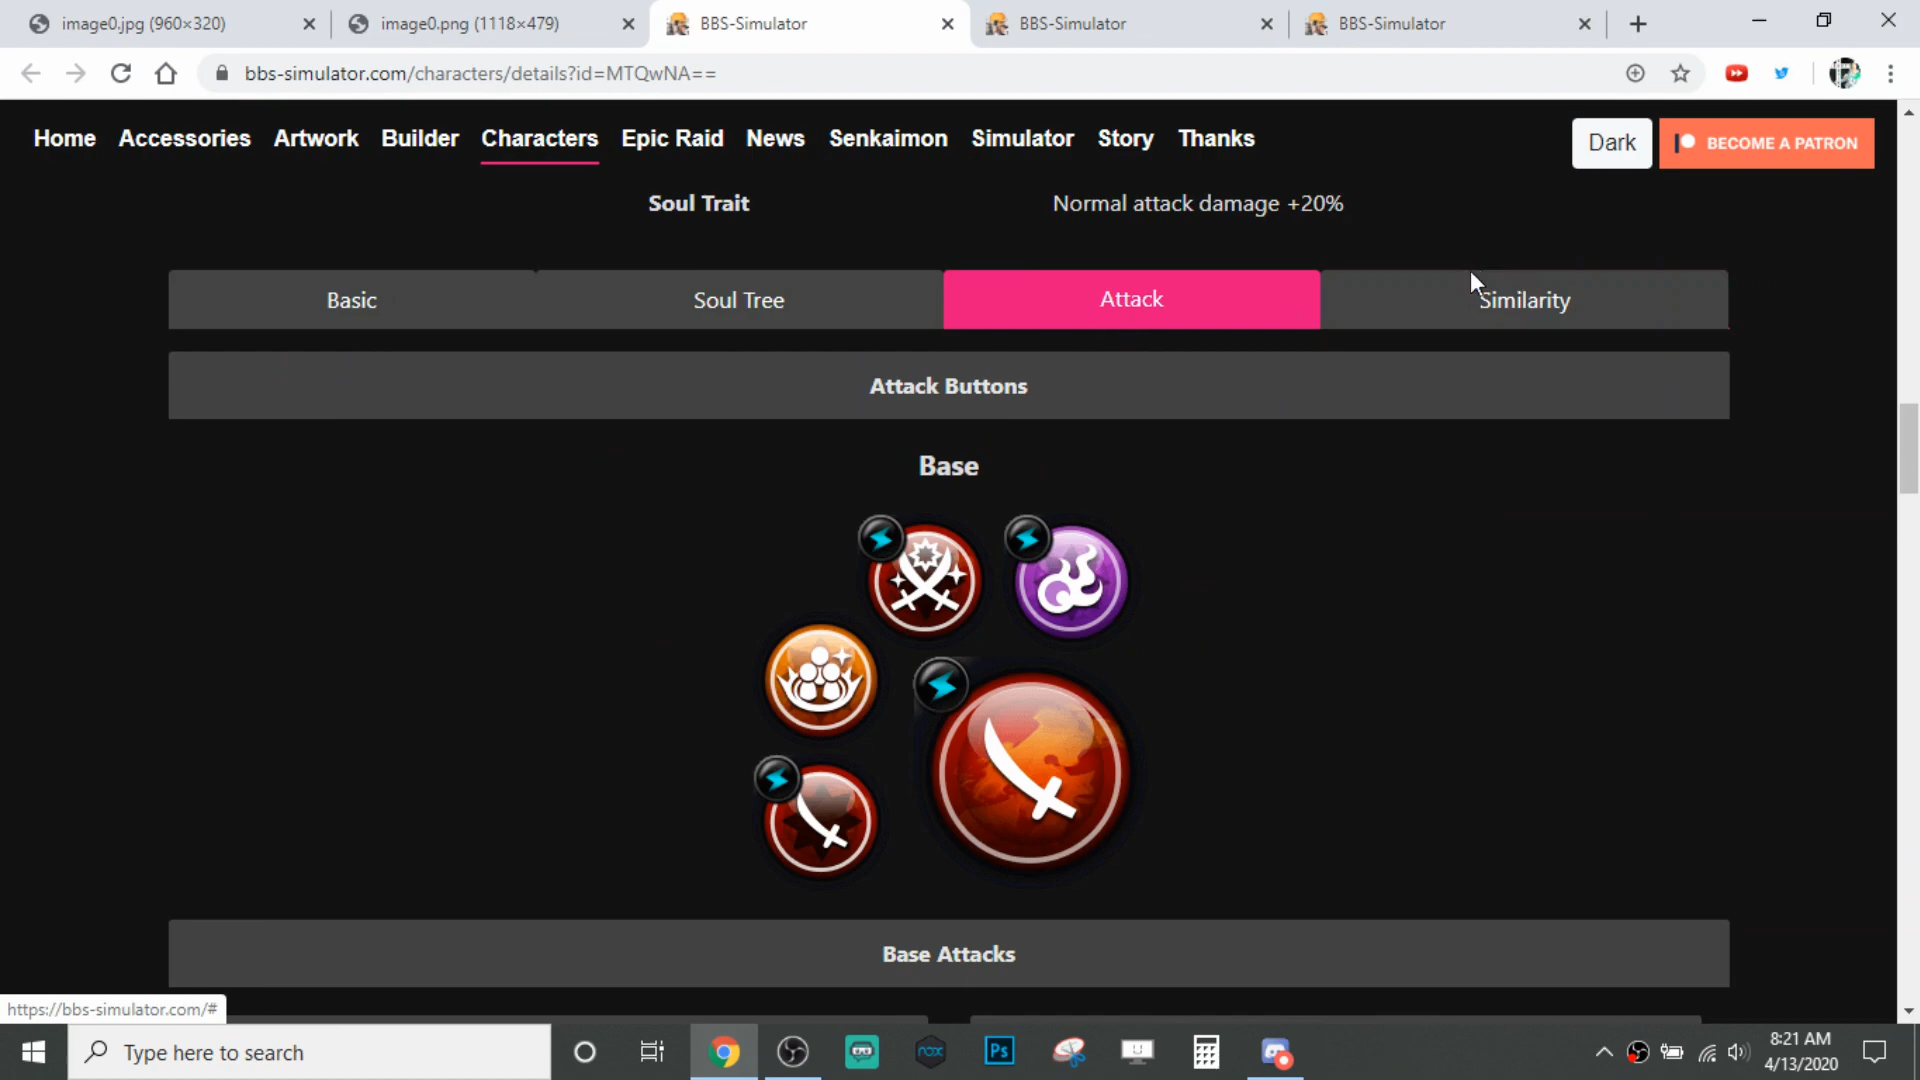 image0.jpg (960×320)
image0.png (1118×479)
BBS-Simulator
BBS-Simulator
BBS-Simulator
bbs-simulator.com/characters/details?id=MTQwNA==
Home Accessories Artwork Builder Characters Epic Raid News Senkaimon Simulator Story Thanks
Dark
BECOME A PATRON
Soul Trait Normal attack damage +20%
Basic Soul Tree Attack Similarity
Attack Buttons
Base
Base Attacks
https://bbs-simulator.com/#
Type here to search
nox
Ps
8:21 AM
4/13/2020